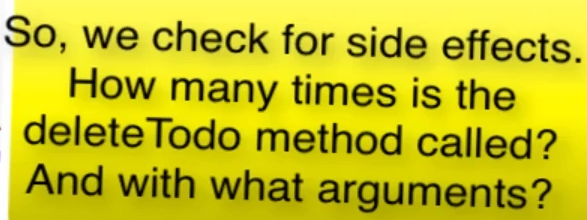 So, we check for side effects.
How many times is the
deleteTodo method called?
And with what arguments?